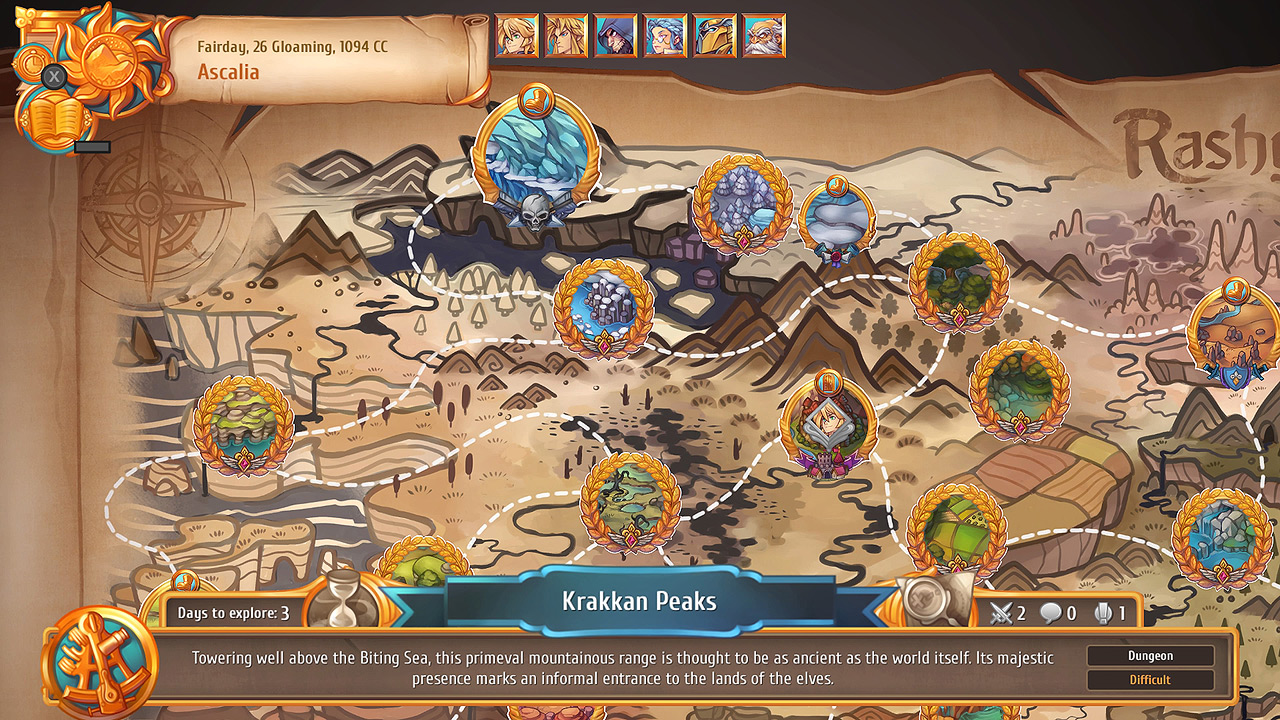 Fairday, 26 Gloaming, 1094 CC
Ascalia
X
Days to explore: 3
Krakkan Peaks
2
0
1
Towering well above the Biting Sea, this primeval mountainous range is thought to be as ancient as the world itself. Its majestic
presence marks an informal entrance to the lands of the elves.
Dungeon
Difficult